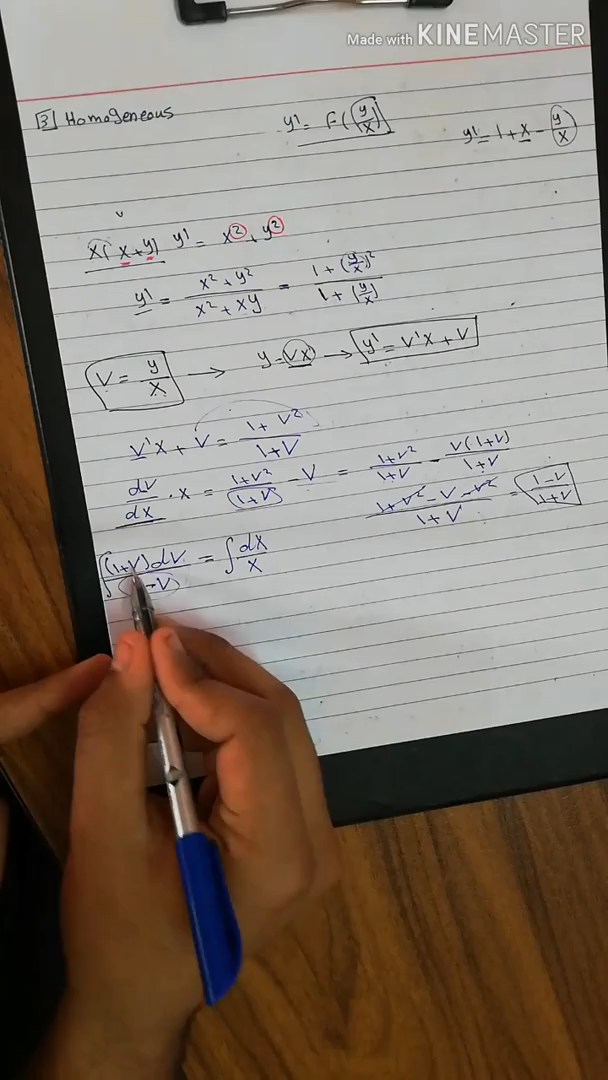 Made with KINEMASTER
3 Homogeneous
y' = F(y/x)
y' = 1 + x - y/x
x(x+y) y' = x² + y²
y' = (x² + y²)/(x² + xy) = (1 + (y/x)²)/(1 + (y/x))
V = y/x → y = Vx → y' = V'x + V
V'x + V = (1 + V²)/(1+V)
dV/dx . x = (1+V²)/(1+V) - V = (1+V²)/(1+V) - V(1+V)/(1+V)
(1+V² - V - V²)/(1+V) = (1-V)/(1+V)
∫ (1+V)dV/( -V) = ∫ dx/x